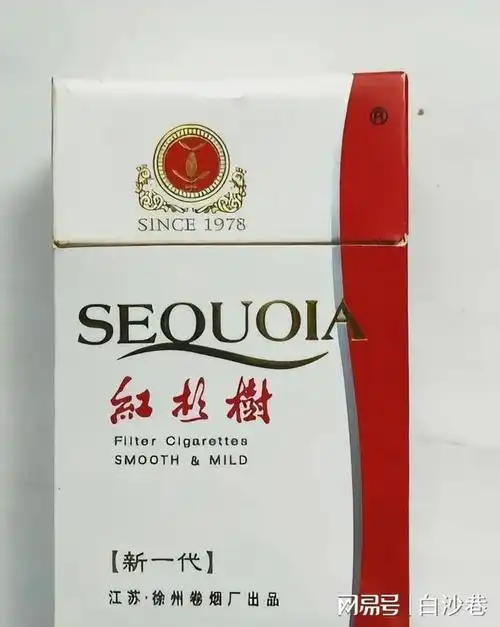 ®
SINCE 1978
SEQUOIA
紅杉樹
Filter Cigarettes
SMOOTH & MILD
【新一代】
江苏·徐州卷烟厂出品
网易号 | 白沙巷